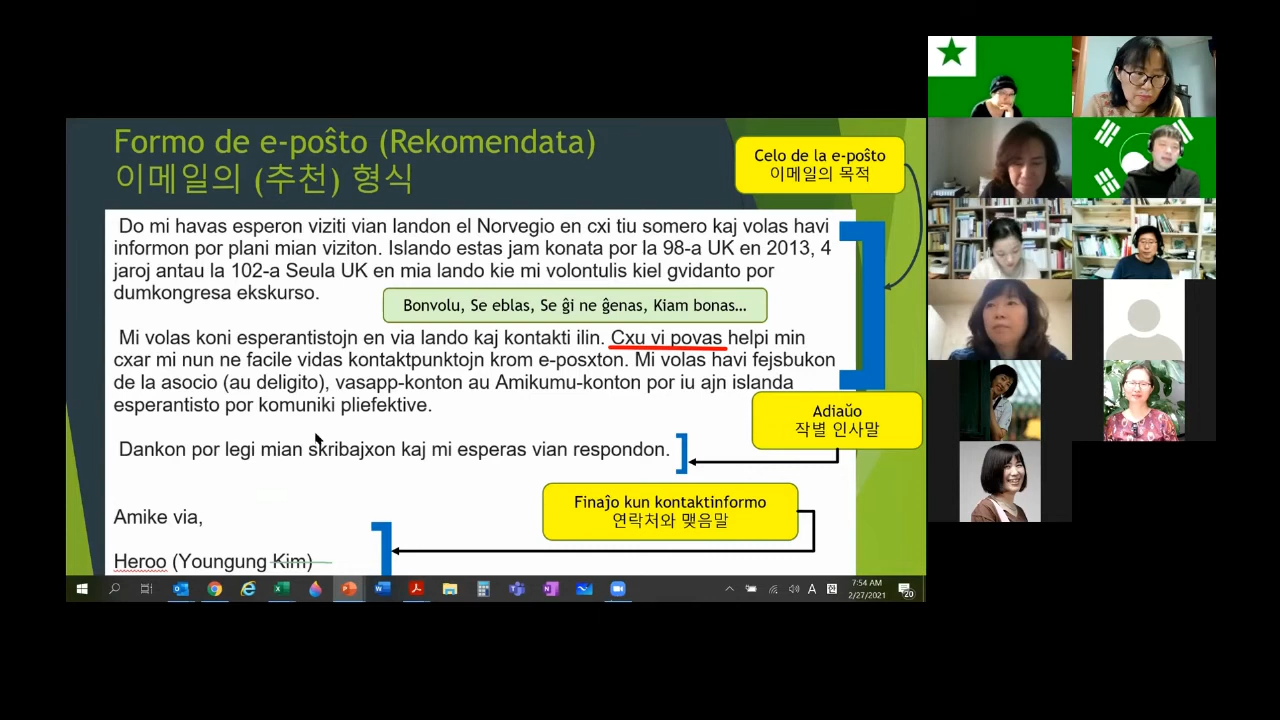 Formo de e-poŝto (Rekomendata)
이메일의 (추천) 형식
Celo de la e-poŝto
이메일의 목적
Do mi havas esperon viziti vian landon el Norvegio en cxi tiu somero kaj volas havi
informon por plani mian viziton. Islando estas jam konata por la 98-a UK en 2013, 4
jaroj antau la 102-a Seula UK en mia lando kie mi volontulis kiel gvidanto por
dumkongresa ekskurso.
Bonvolu, Se eblas, Se ĝi ne ĝenas, Kiam bonas…
Mi volas koni esperantistojn en via lando kaj kontakti ilin. Cxu vi povas helpi min
cxar mi nun ne facile vidas kontaktpunktojn krom e-posxton. Mi volas havi fejsbukon
de la asocio (au deligito), vasapp-konton au Amikumu-konton por iu ajn islanda
esperantisto por komuniki pliefektive.
Adiaŭo
작별 인사말
Dankon por legi mian skribajxon kaj mi esperas vian respondon.
Finaĵo kun kontaktinformo
연락처와 맺음말
Amike via,
Heroo (Youngung Kim)
A
7:54 AM
2/27/2021
20